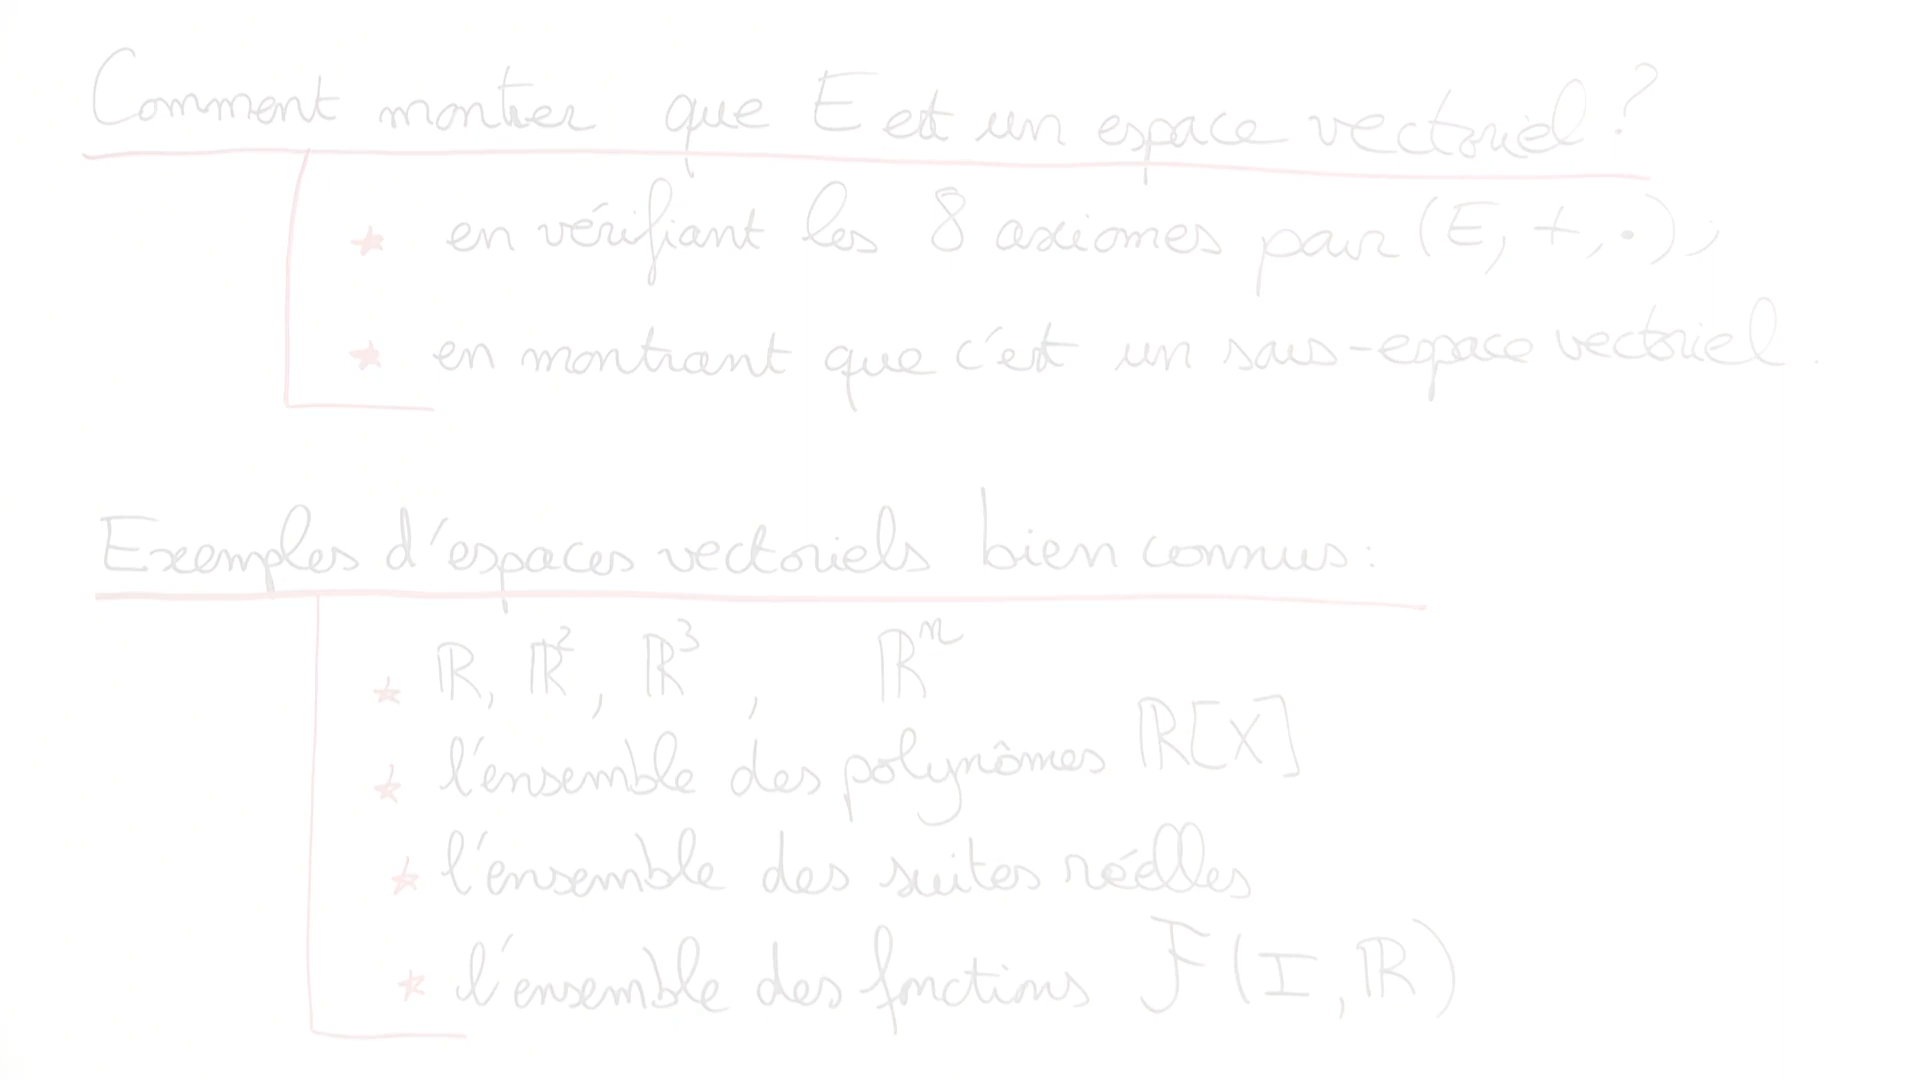 Comment montrer que E est un espace vectoriel ?
★ en vérifiant les 8 axiomes pour (E, +, •) ;
★ en montrant que c'est un sous-espace vectoriel.
Exemples d'espaces vectoriels bien connus :
★ ℝ, ℝ², ℝ³, ℝⁿ
★ l'ensemble des polynômes ℝ[X]
★ l'ensemble des suites réelles
★ l'ensemble des fonctions F(I, ℝ)